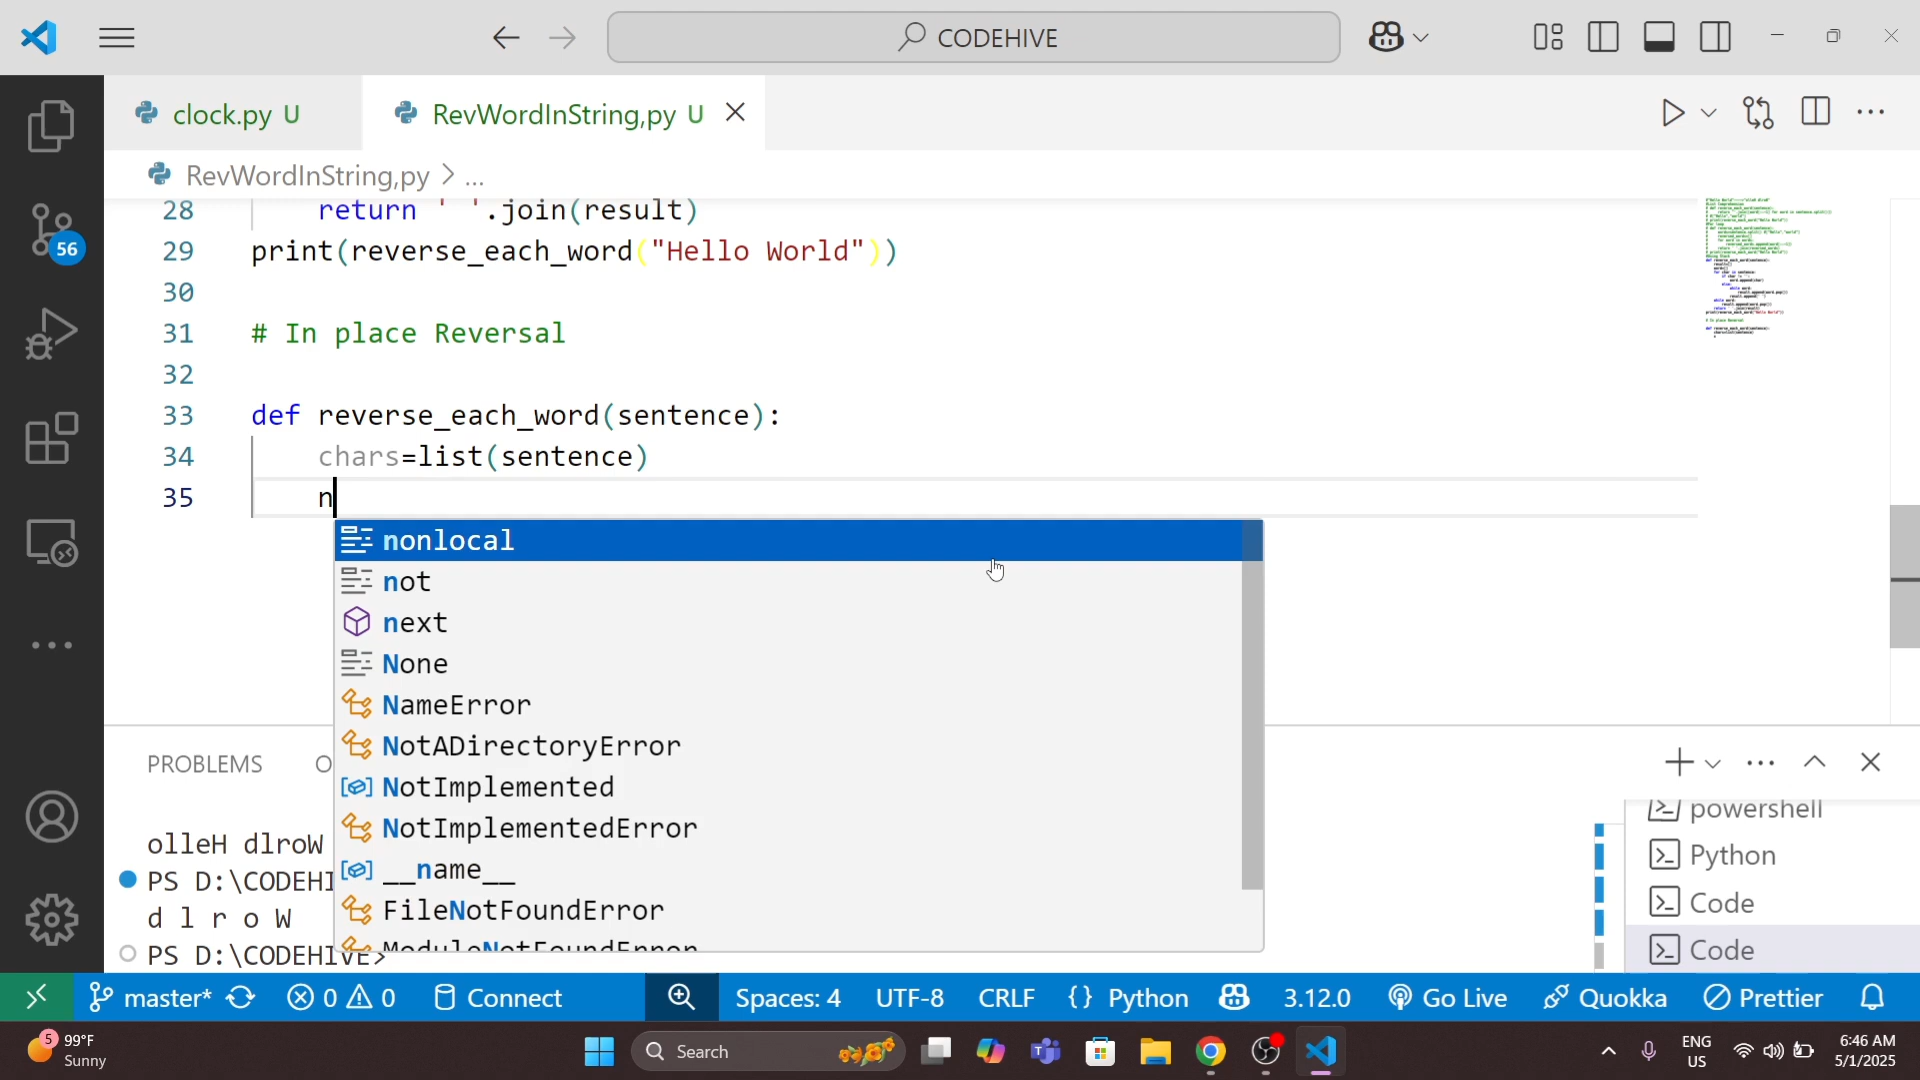 CODEHIVE
clock.py U
RevWordInString,py U
RevWordInString,py > ...
56
28 return ' '.join(result)
29 print(reverse_each_word("Hello World"))
30
31 # In place Reversal
32
33 def reverse_each_word(sentence):
34 chars=list(sentence)
35 n
nonlocal
not
next
None
NameError
NotADirectoryError
NotImplemented
NotImplementedError
__name__
FileNotFoundError
ModuleNotFoundError
PROBLEMS O
olleH dlroW
PS D:\CODEHI
d l r o W
PS D:\CODEHIVE>
powershell
Python
Code
Code
master* 0 0 Connect Spaces: 4 UTF-8 CRLF {} Python 3.12.0 Go Live Quokka Prettier
5 99°F
Sunny
Search
ENG
US
6:46 AM
5/1/2025